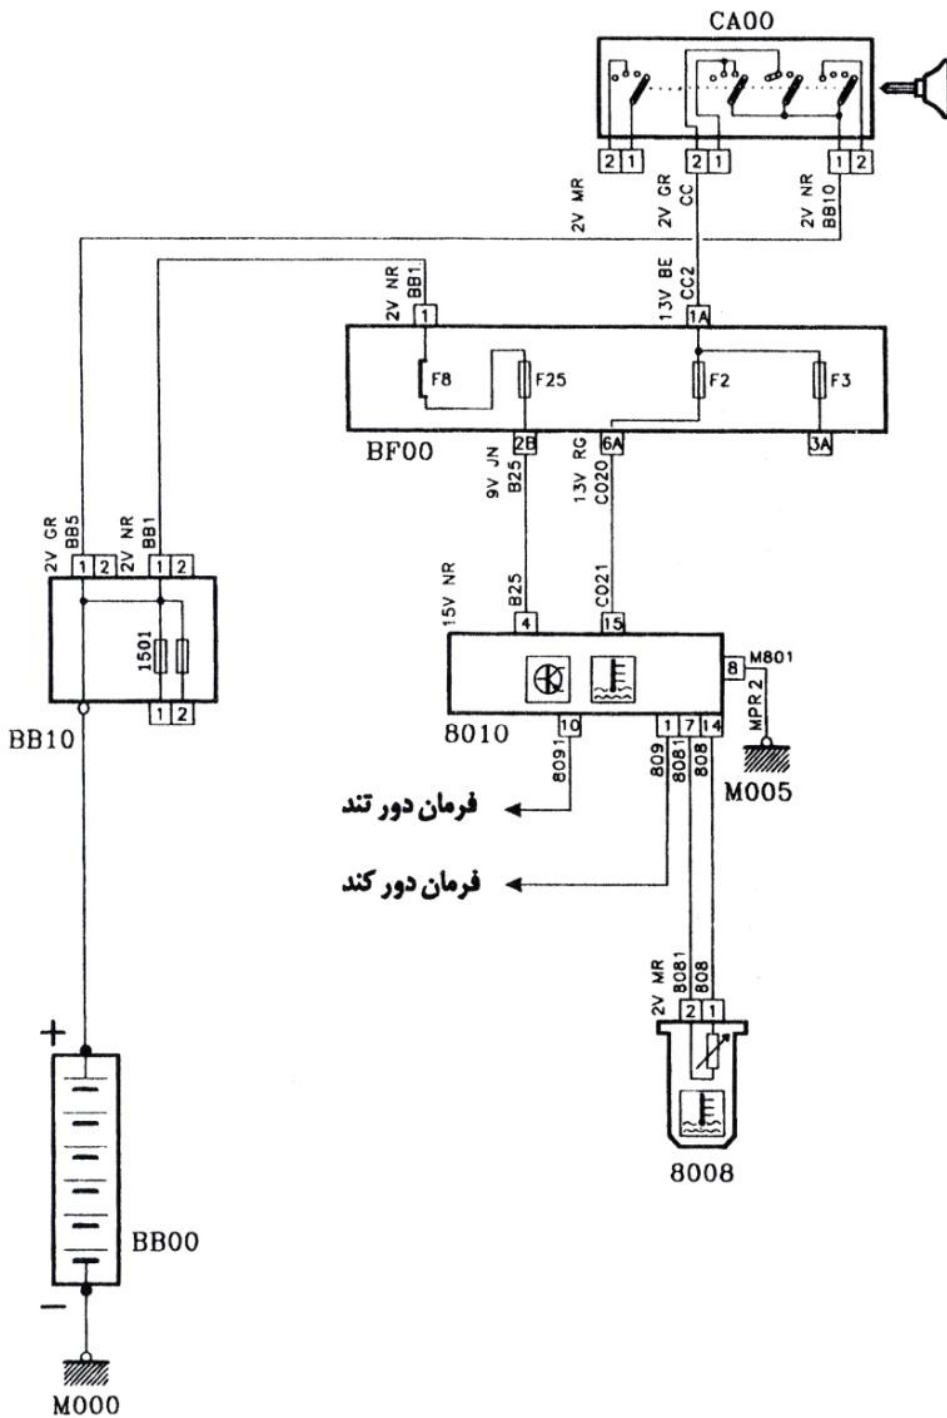 CA00
2 1
2 1
1 2
2V MR
2V GR
CC
2V NR
BB10
2V NR
BB1
13V BE
CC2
1
1A
F8
F25
F2
F3
BF00
2B
6A
3A
9V JN
B25
13V RG
C020
2V GR
BB5
2V NR
BB1
1 2
1 2
1501
1 2
BB10
15V NR
B25
C021
4
15
8
M801
MPR2
M005
8010
10
1 7 14
8091
809
8081
808
فرمان دور تند
فرمان دور کند
2V MR
8081
808
2 1
8008
+
BB00
−
M000